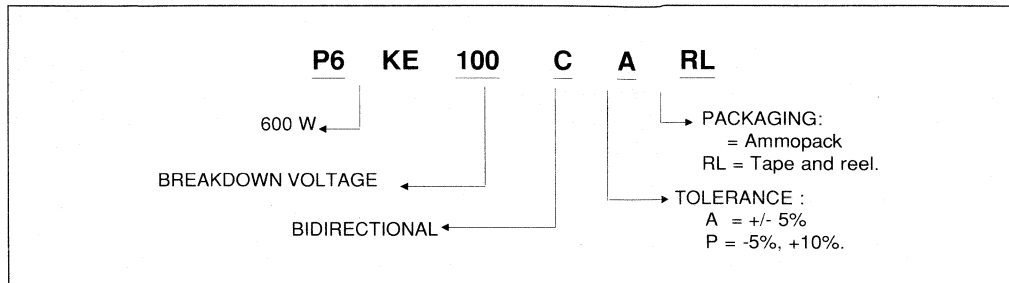 P6 KE 100 C A RL
600 W
PACKAGING:
= Ammopack
RL = Tape and reel.
BREAKDOWN VOLTAGE
TOLERANCE :
A = +/- 5%
P = -5%, +10%.
BIDIRECTIONAL